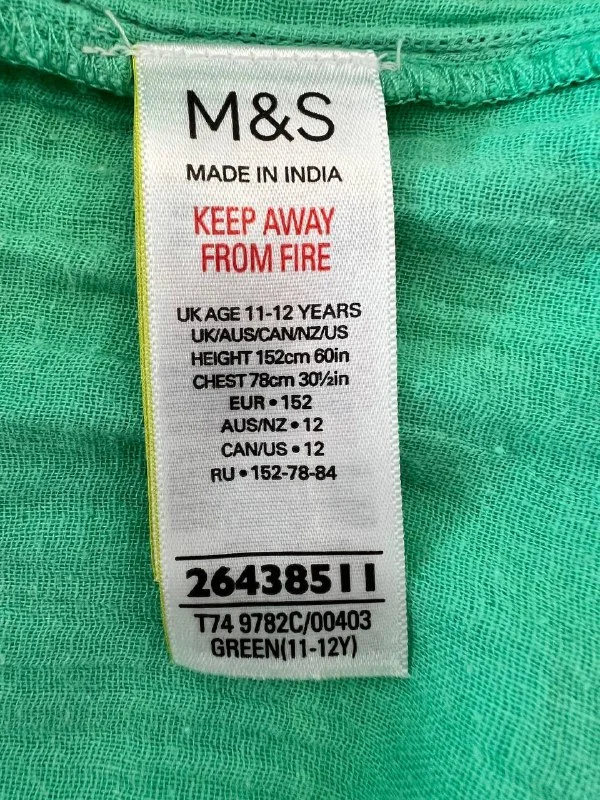 M&S
MADE IN INDIA
KEEP AWAY
FROM FIRE
UK AGE 11-12 YEARS
UK/AUS/CAN/NZ/US
HEIGHT 152cm 60in
CHEST 78cm 30½in
EUR • 152
AUS/NZ • 12
CAN/US • 12
RU • 152-78-84
26438511
T74 9782C/00403
GREEN(11-12Y)